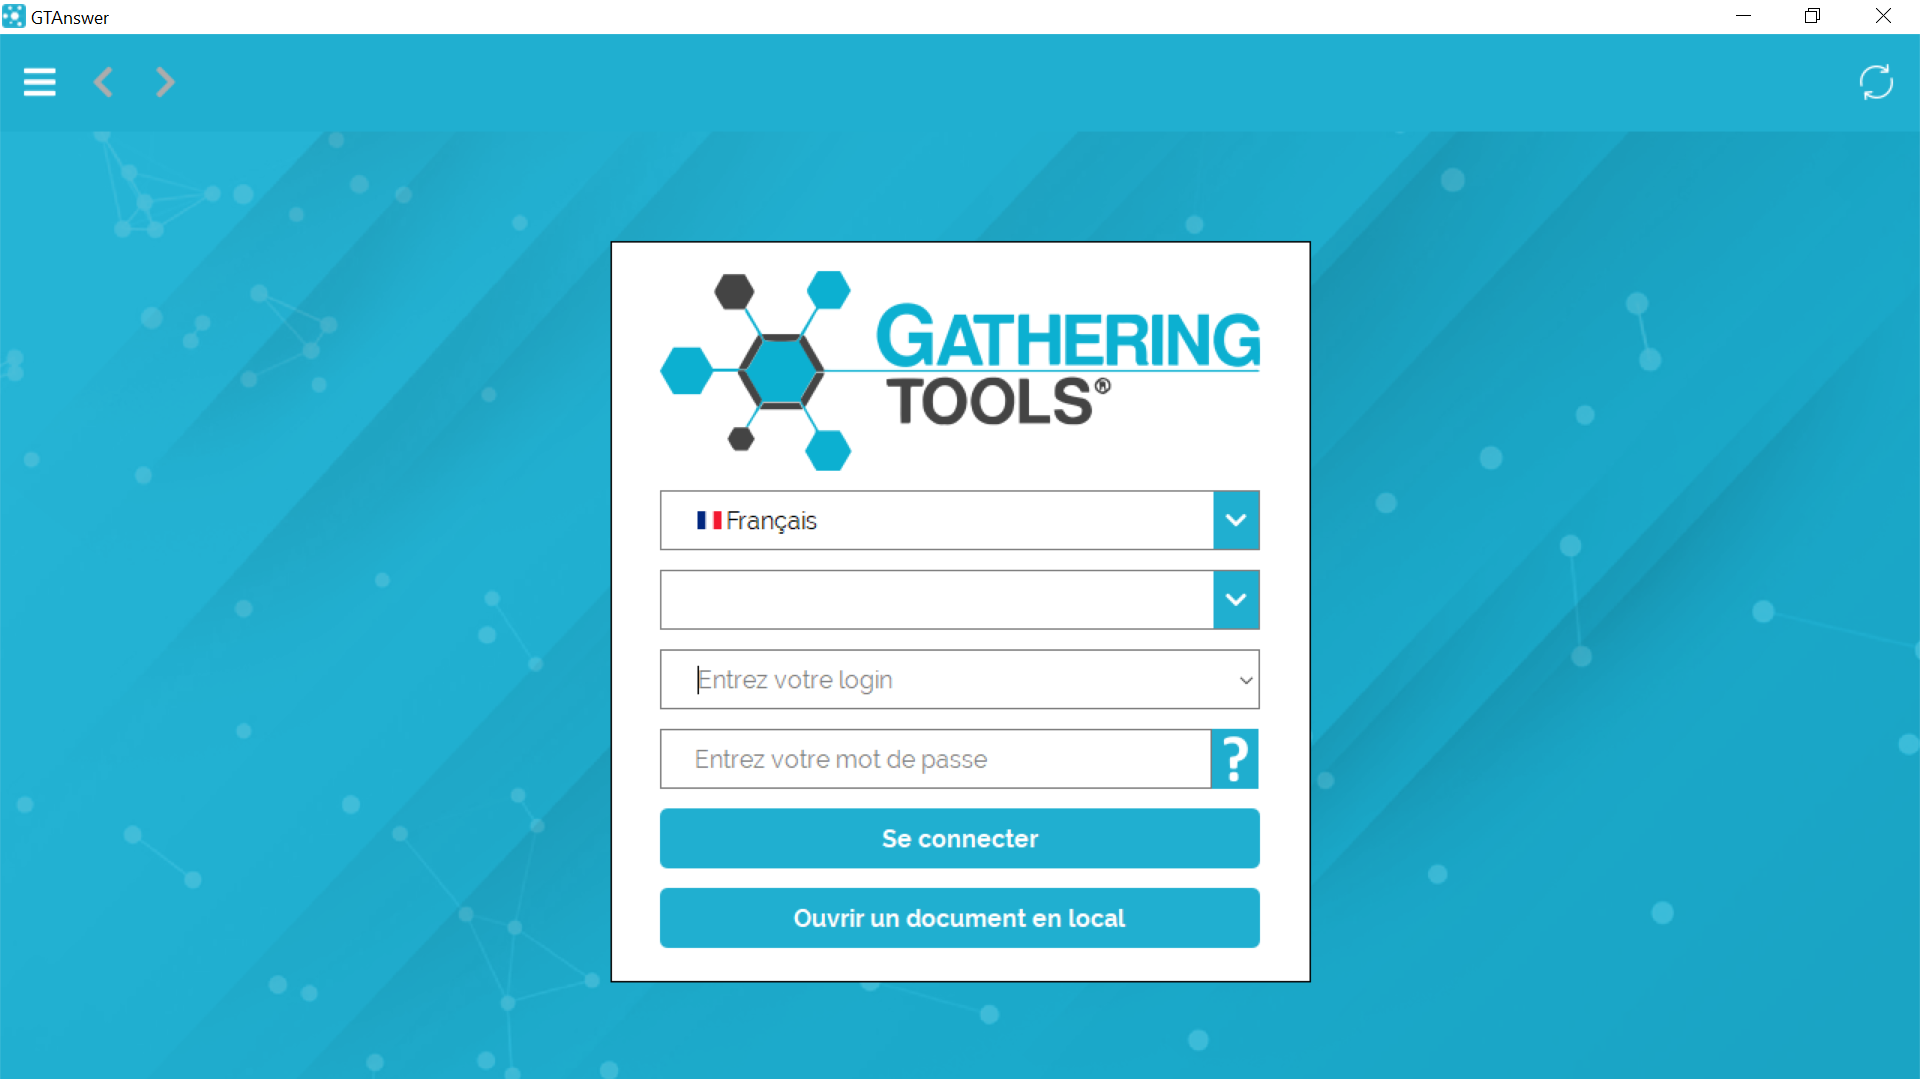 GTAnswer
GATHERING
TOOLS®
Français
Entrez votre login
Entrez votre mot de passe
?
Se connecter
Ouvrir un document en local